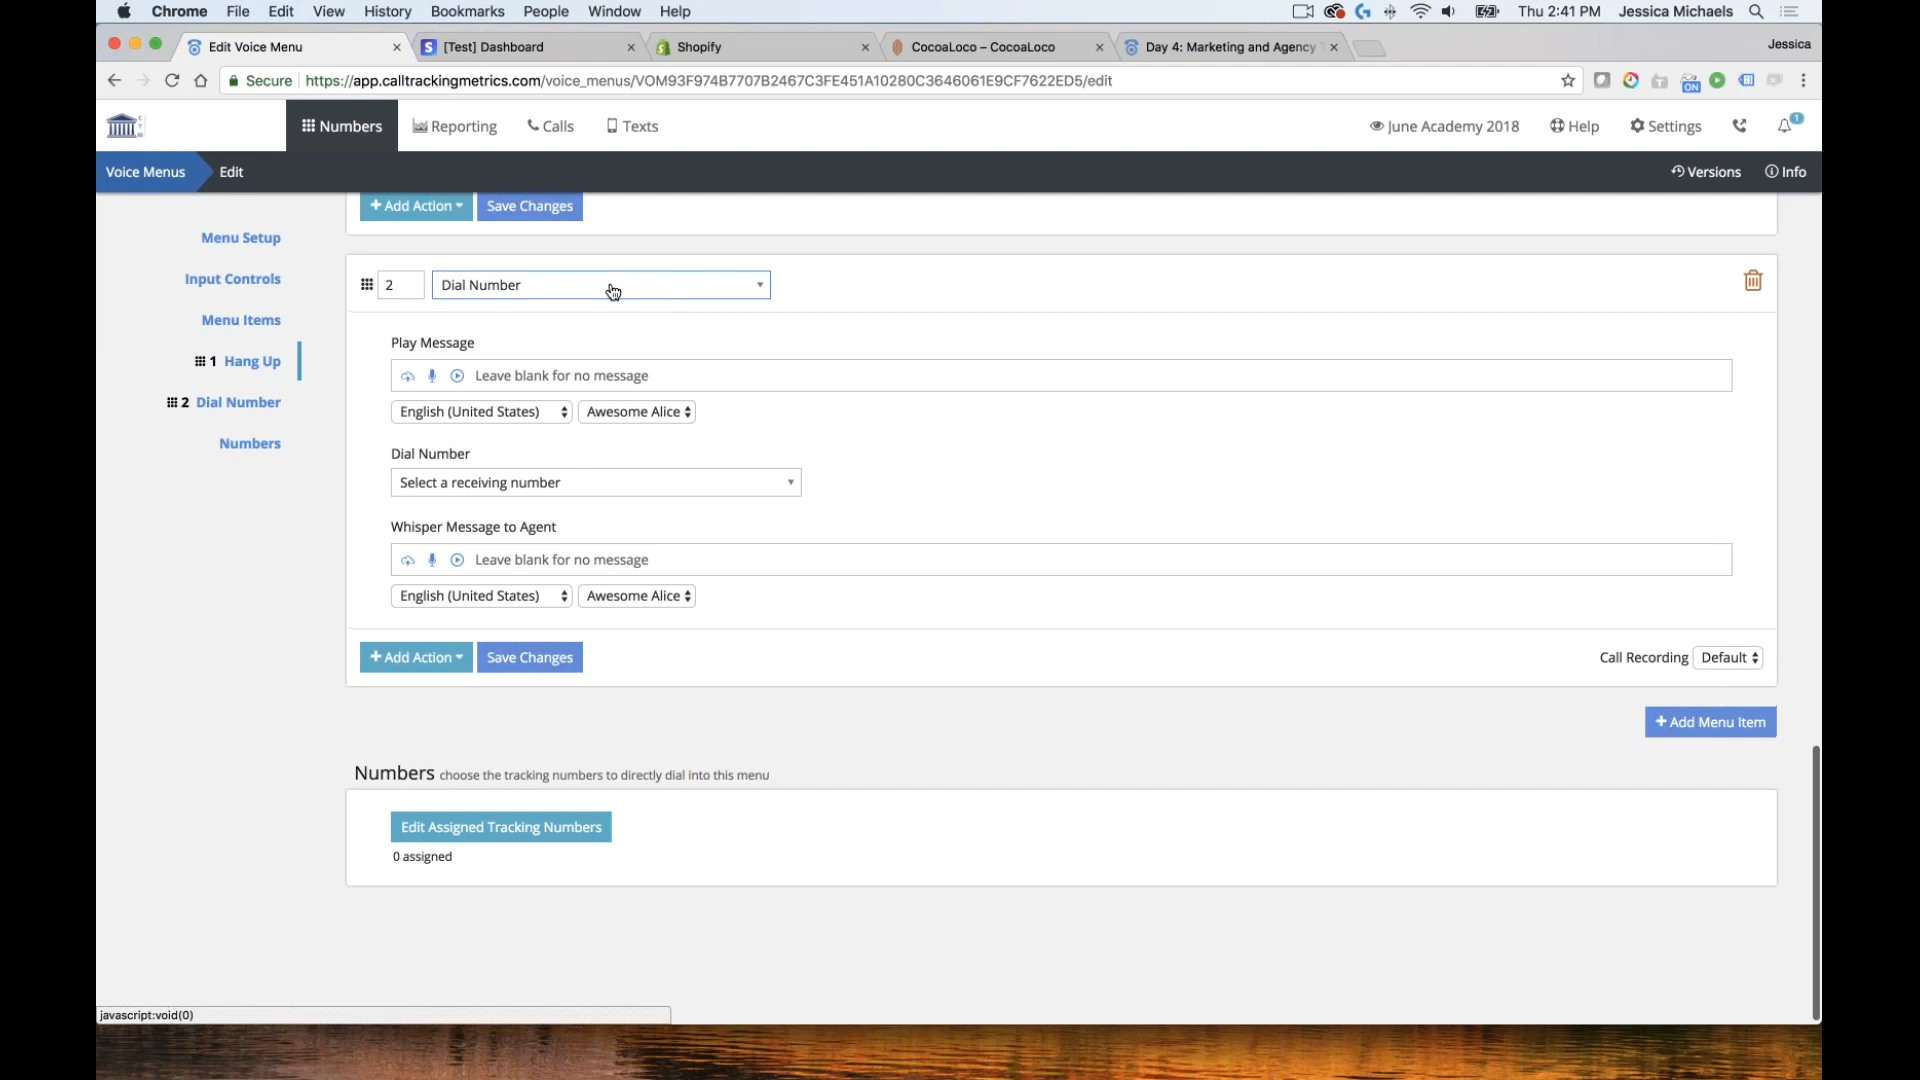 Chrome File Edit View History Bookmarks People Window Help Thu 2:41 PM Jessica Michaels
Edit Voice Menu [Test] Dashboard Shopify CocoaLoco – CocoaLoco Day 4: Marketing and Agency Jessica
Secure https://app.calltrackingmetrics.com/voice_menus/VOM93F974B7707B2467C3FE451A10280C3646061E9CF7622ED5/edit ON
Numbers Reporting Calls Texts June Academy 2018 Help Settings 1
Voice Menus Edit Versions Info
+ Add Action Save Changes
Menu Setup
Input Controls
Menu Items
1 Hang Up
2 Dial Number
Numbers
2 Dial Number
Play Message
Leave blank for no message
English (United States) Awesome Alice
Dial Number
Select a receiving number
Whisper Message to Agent
Leave blank for no message
English (United States) Awesome Alice
+ Add Action Save Changes Call Recording Default
+ Add Menu Item
Numbers choose the tracking numbers to directly dial into this menu
Edit Assigned Tracking Numbers
0 assigned
javascript:void(0)